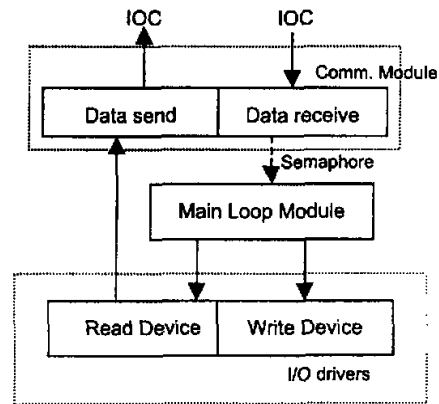 IOC IOC
Comm. Module
Data send Data receive
Semaphore
Main Loop Module
Read Device Write Device
I/O drivers